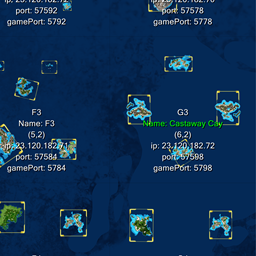 ip: 23.120.182.72
port: 57592
gamePort: 5792
port: 57578
gamePort: 5778
F3
Name: F3
(5,2)
ip: 23.120.182.71
port: 57584
gamePort: 5784
G3
Name: Castaway Cay
(6,2)
ip: 23.120.182.72
port: 57598
gamePort: 5798